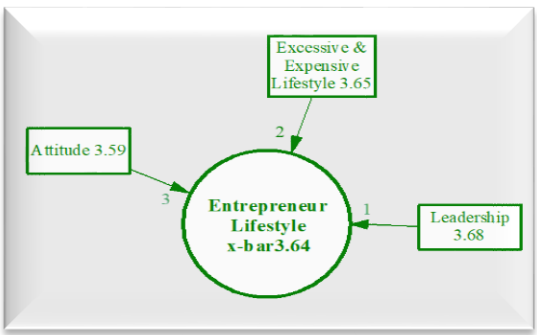 Excessive &
Expensive
Lifestyle 3.65
2
Attitude 3.59
3
Entrepreneur
Lifestyle
x-bar3.64
1
Leadership
3.68